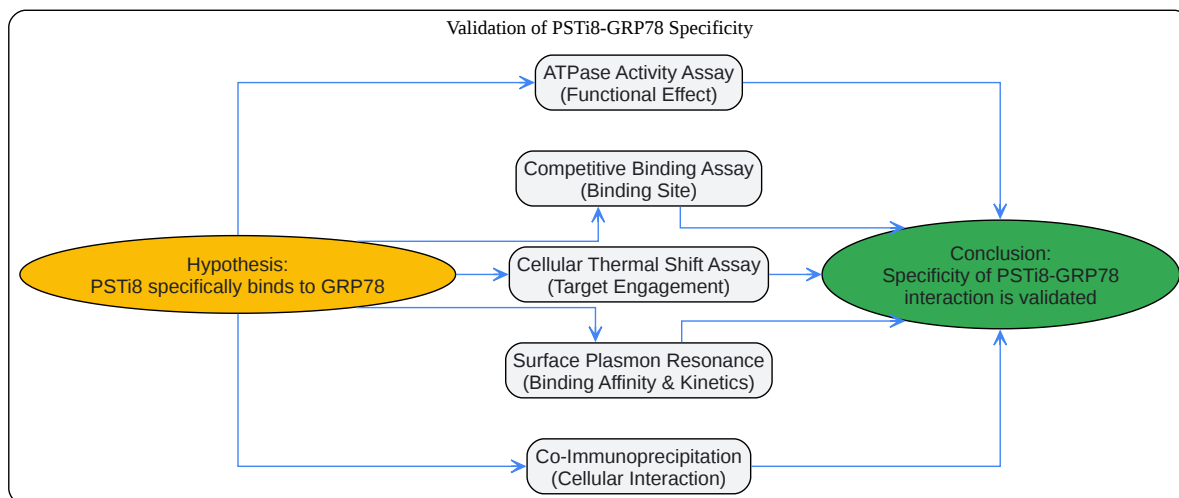 Validation of PSTi8-GRP78 Specificity
ATPase Activity Assay
(Functional Effect)
Competitive Binding Assay
(Binding Site)
Hypothesis:
PSTi8 specifically binds to GRP78
Cellular Thermal Shift Assay
(Target Engagement)
Conclusion:
Specificity of PSTi8-GRP78
interaction is validated
Surface Plasmon Resonance
(Binding Affinity & Kinetics)
Co-Immunoprecipitation
(Cellular Interaction)